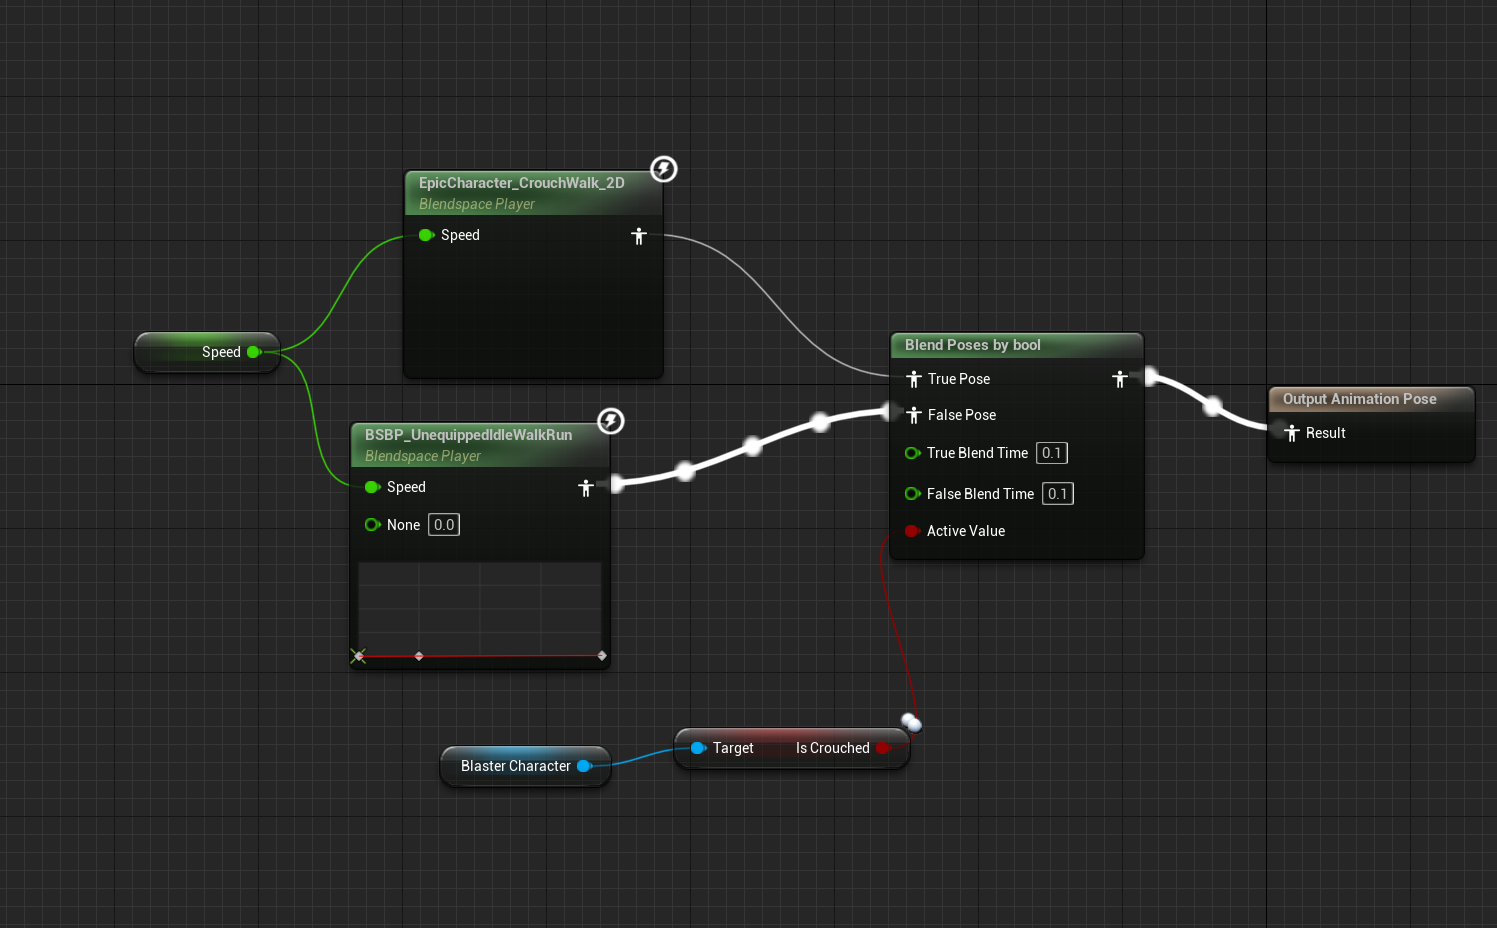 EpicCharacter_CrouchWalk_2D
Blendspace Player
Speed
Speed
BSBP_UnequippedIdleWalkRun
Blendspace Player
Speed
None 0.0
Blend Poses by bool
True Pose
False Pose
True Blend Time 0.1
False Blend Time 0.1
Active Value
Output Animation Pose
Result
Target Is Crouched
Blaster Character